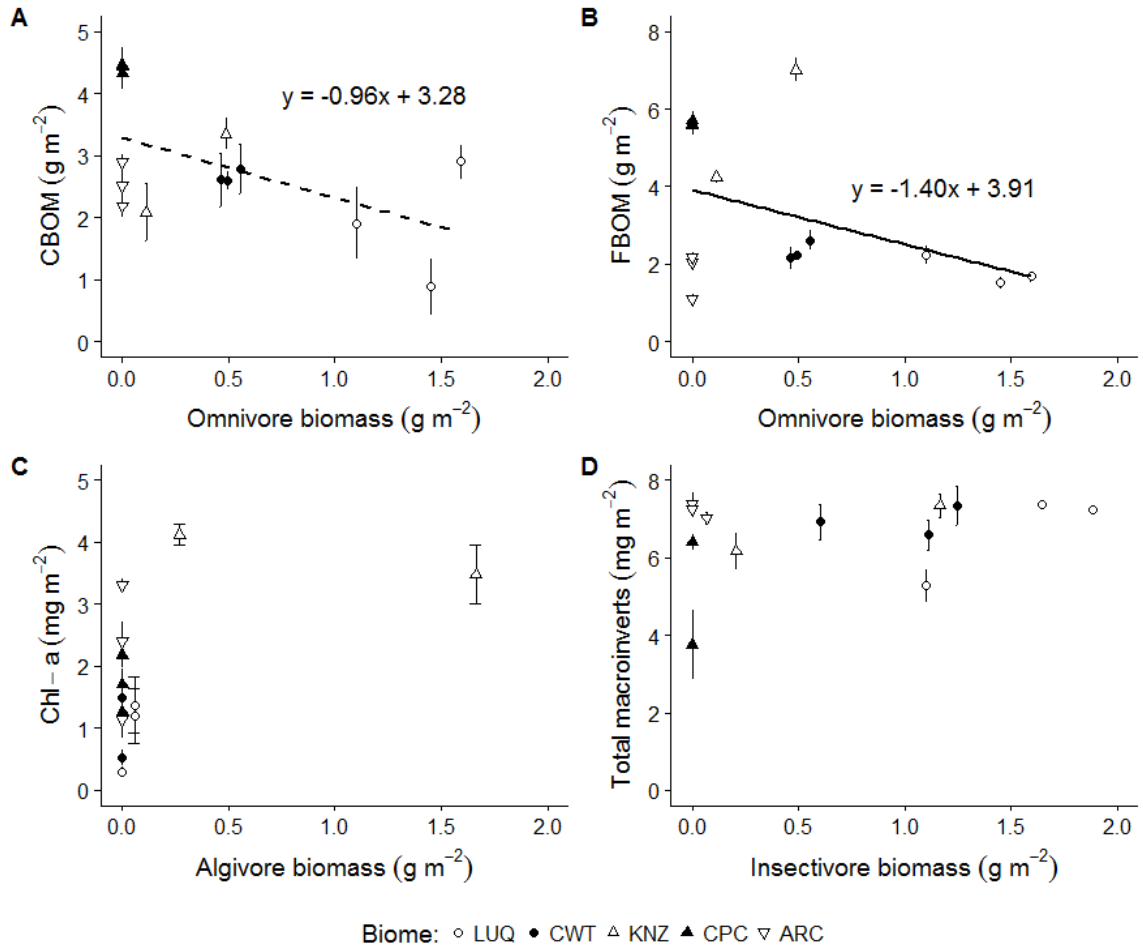 A
CBOM (g m⁻²)
5
4
3
2
1
0
y = -0.96x + 3.28
0.0 0.5 1.0 1.5 2.0
Omnivore biomass (g m⁻²)
B
FBOM (g m⁻²)
8
6
4
2
0
y = -1.40x + 3.91
0.0 0.5 1.0 1.5 2.0
Omnivore biomass (g m⁻²)
C
Chl− a (mg m⁻²)
5
4
3
2
1
0
0.0 0.5 1.0 1.5 2.0
Algivore biomass (g m⁻²)
D
Total macroinverts (mg m⁻²)
8
6
4
2
0
0.0 0.5 1.0 1.5 2.0
Insectivore biomass (g m⁻²)
Biome: LUQ CWT KNZ CPC ARC